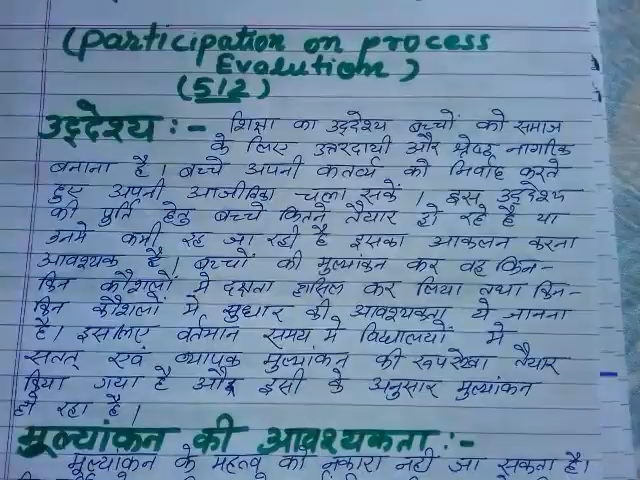 (Participation on process
Evolution)
(512)
उद्देश्य :- शिक्षा का उद्देश्य बच्चों को समाज
के लिए उत्तरदायी और श्रेष्ठ नागरिक
बनाना है। बच्चे अपनी कर्तव्य को निर्वाह करते
हुए अपनी आजीविका चला सकें। इस उद्देश्य
की पुर्ति हेतु बच्चे कितने तैयार हो रहे है या
उनमे कमी रह जा रही है इसका आकलन करना
आवश्यक है। बच्चों की मुल्यांकन कर वह किन-
किन कौशलों मे दक्षता हासिल कर लिया तथा किन-
किन कौशलों मे सुधार की आवश्यकता ये जानना
है। इसलिए वर्तमान समय मे विद्यालयों मे
सतत् एवं व्यापक मुल्यांकन की रूपरेखा तैयार
किया गया है और इसी के अनुसार मुल्यांकन
हो रहा है।
मूल्यांकन की आवश्यकता :-
मूल्यांकन के महत्व को नकारा नही जा सकता है।